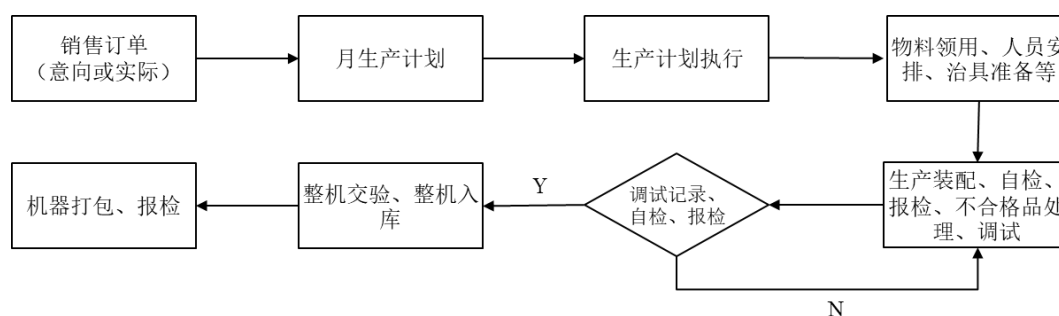 销售订单
（意向或实际）
月生产计划
生产计划执行
物料领用、人员安
排、治具准备等
生产装配、自检、
报检、不合格品处
理、调试
调试记录、
自检、报检
Y
N
整机交验、整机入
库
机器打包、报检